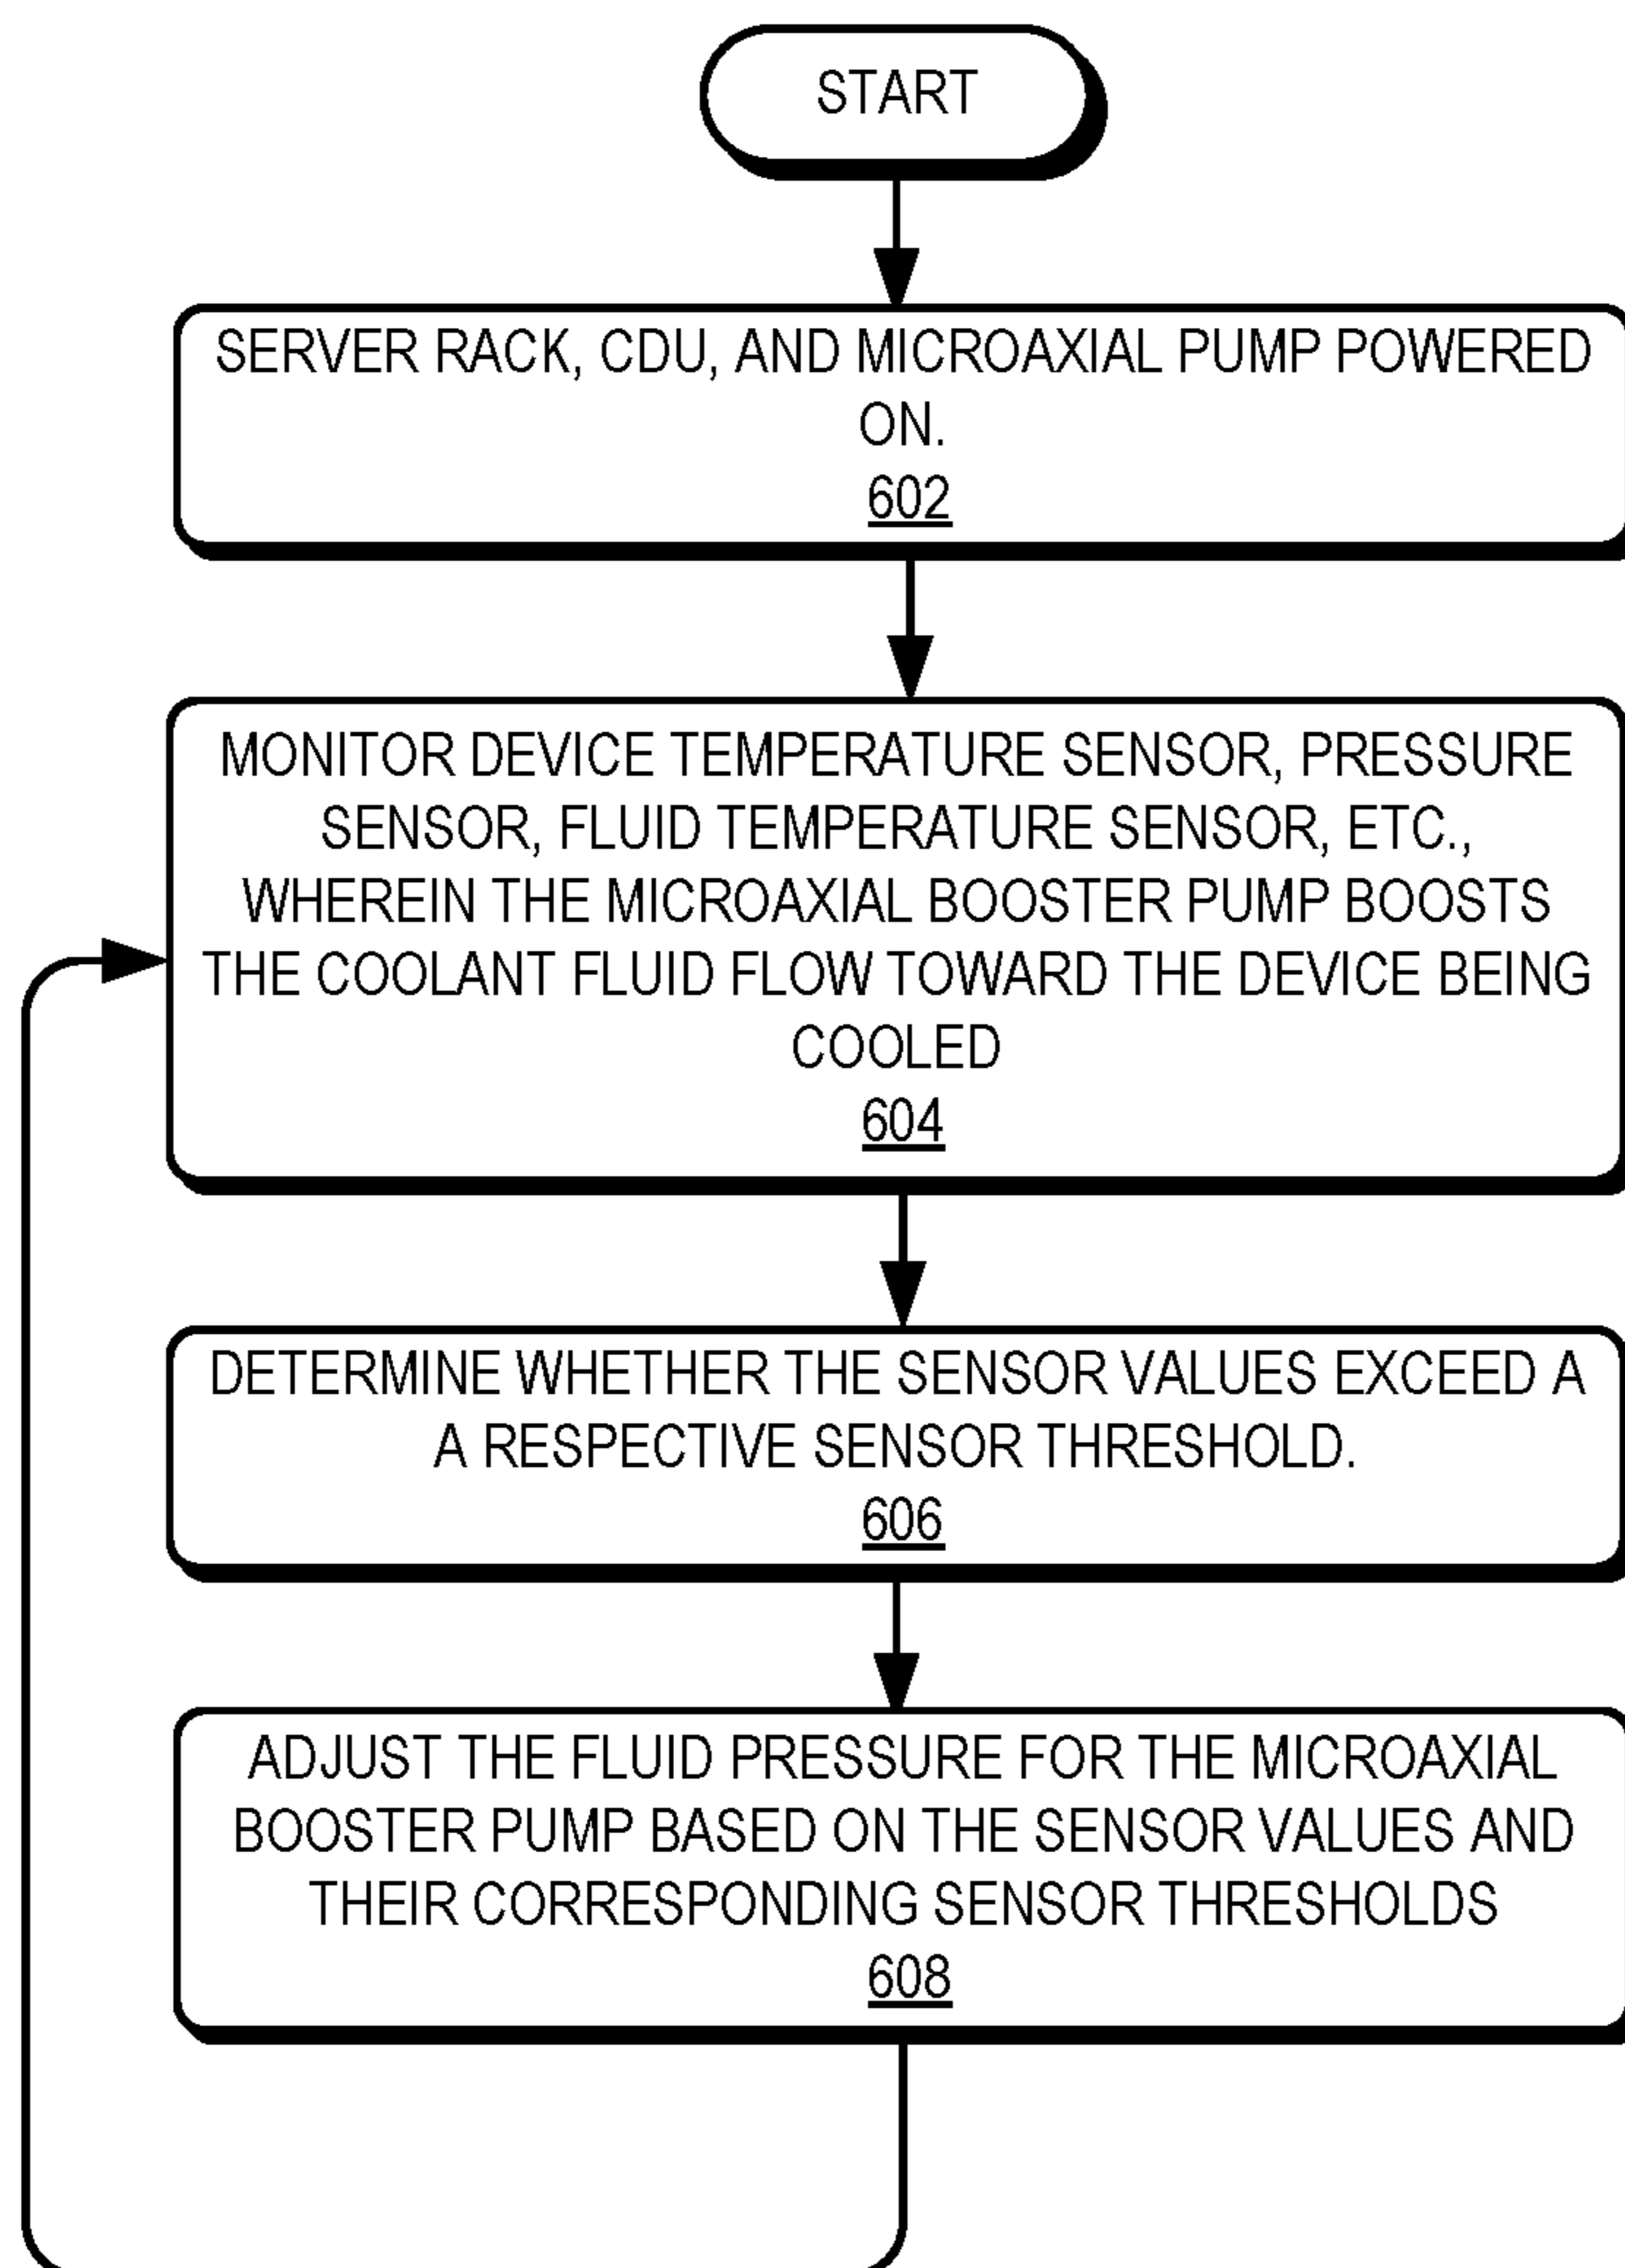 START
SERVER RACK, CDU, AND MICROAXIAL PUMP POWERED
ON.
602
MONITOR DEVICE TEMPERATURE SENSOR, PRESSURE
SENSOR, FLUID TEMPERATURE SENSOR, ETC.,
WHEREIN THE MICROAXIAL BOOSTER PUMP BOOSTS
THE COOLANT FLUID FLOW TOWARD THE DEVICE BEING
COOLED
604
DETERMINE WHETHER THE SENSOR VALUES EXCEED A
A RESPECTIVE SENSOR THRESHOLD.
606
ADJUST THE FLUID PRESSURE FOR THE MICROAXIAL
BOOSTER PUMP BASED ON THE SENSOR VALUES AND
THEIR CORRESPONDING SENSOR THRESHOLDS
608